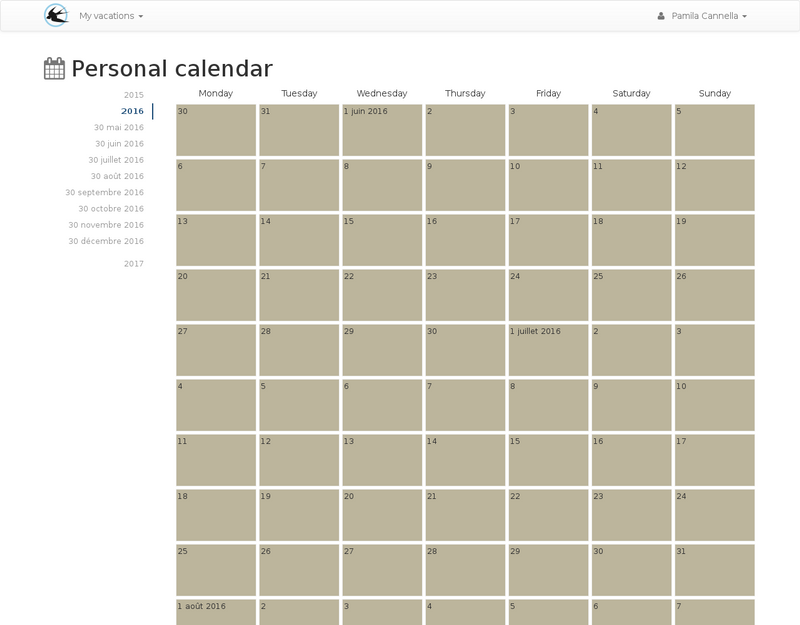 My vacations
Pamila Cannella
Personal calendar
2015
2016
30 mai 2016
30 juin 2016
30 juillet 2016
30 août 2016
30 septembre 2016
30 octobre 2016
30 novembre 2016
30 décembre 2016
2017
Monday Tuesday Wednesday Thursday Friday Saturday Sunday
30 31 1 juin 2016 2 3 4 5
6 7 8 9 10 11 12
13 14 15 16 17 18 19
20 21 22 23 24 25 26
27 28 29 30 1 juillet 2016 2 3
4 5 6 7 8 9 10
11 12 13 14 15 16 17
18 19 20 21 22 23 24
25 26 27 28 29 30 31
1 août 2016 2 3 4 5 6 7